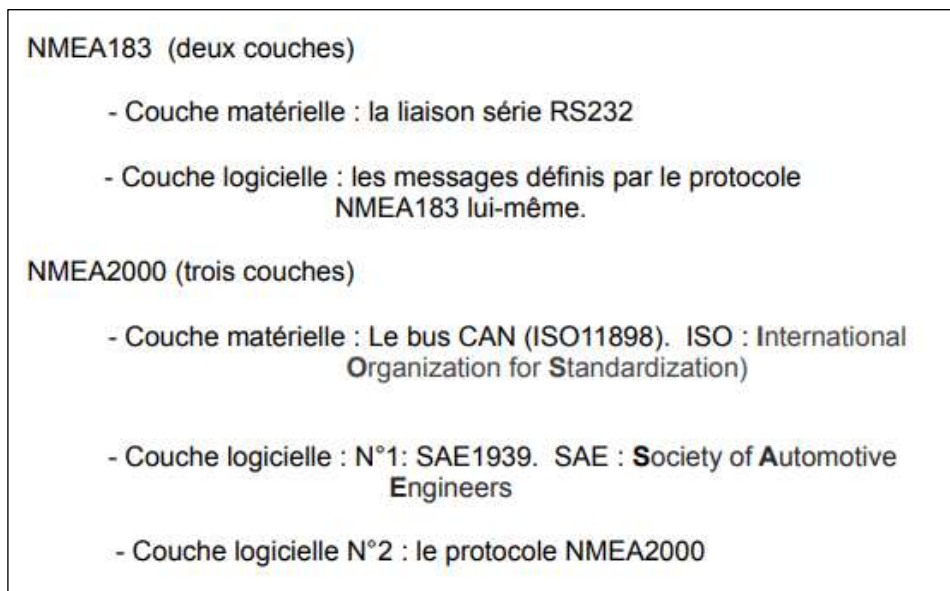 NMEA183 (deux couches)
- Couche matérielle : la liaison série RS232
- Couche logicielle : les messages définis par le protocole
NMEA183 lui-même.
NMEA2000 (trois couches)
- Couche matérielle : Le bus CAN (ISO11898). ISO : International
Organization for Standardization)
- Couche logicielle : N°1: SAE1939. SAE : Society of Automotive
Engineers
- Couche logicielle N°2 : le protocole NMEA2000